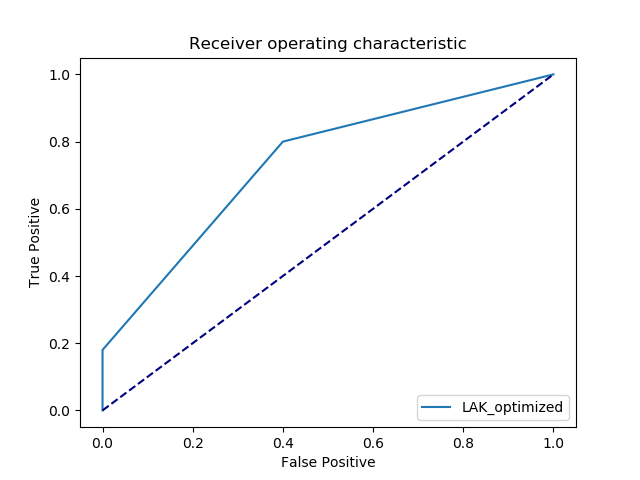 Receiver operating characteristic
True Positive
1.0
0.8
0.6
0.4
0.2
0.0
LAK_optimized
0.0 0.2 0.4 0.6 0.8 1.0
False Positive